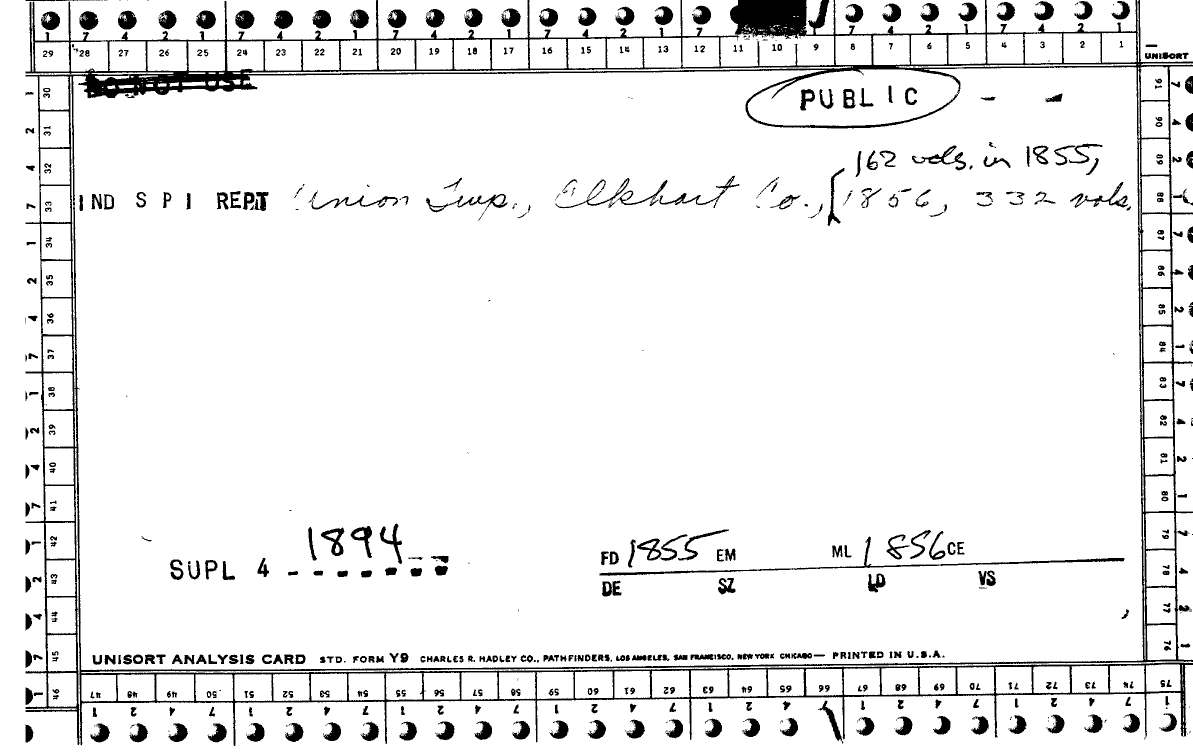 1 7 4 2 1 7 4 2 1 7 4 2 1 7 4 2 1 7 7 4 2 1 7 4 2 1
29 28 27 26 25 24 23 22 21 20 19 18 17 16 15 14 13 12 11 10 9 8 7 6 5 4 3 2 1
UNISORT
DO NOT USE
PUBLIC
162 vols. in 1855,
IND S P I REPT Union Twp., Elkhart Co., 1856, 332 vols.
1894
SUPL 4
FD 1855 EM ML 1856 CE
DE SZ LD VS
UNISORT ANALYSIS CARD STD. FORM Y9 CHARLES R. HADLEY CO., PATHFINDERS, LOS ANGELES, SAN FRANCISCO, NEW YORK CHICAGO — PRINTED IN U.S.A.
30 31 32 33 34 35 36 37 38 39 40 41 42 43 44 45 46
47 48 49 50 51 52 53 54 55 56 57 58 59 60 61 62 63 64 65 66 67 68 69 70 71 72 73 74 75
76 77 78 79 80 81 82 83 84 85 86 87 88 89 90 91